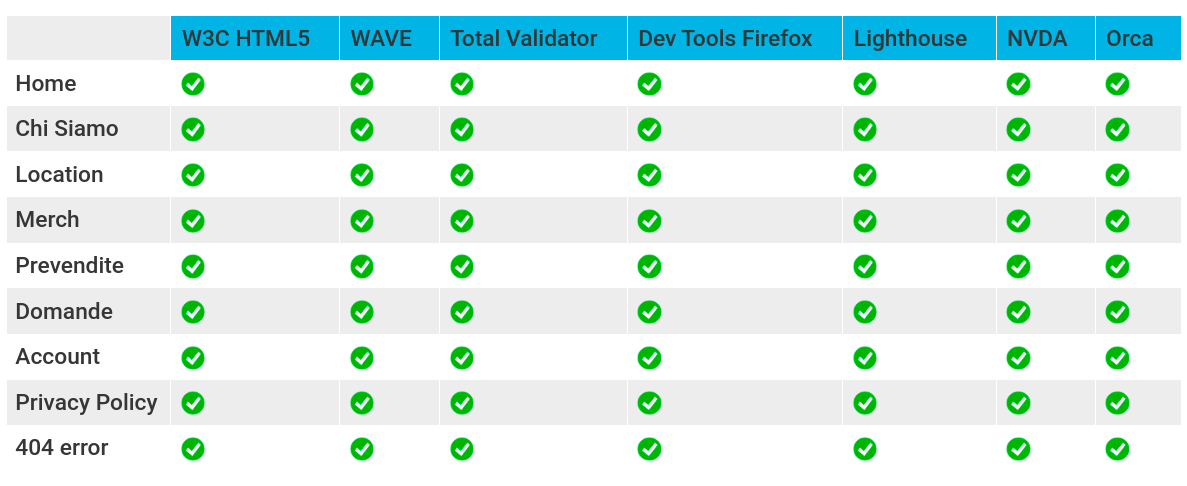 W3C HTML5 WAVE Total Validator Dev Tools Firefox Lighthouse NVDA Orca
Home
Chi Siamo
Location
Merch
Prevendite
Domande
Account
Privacy Policy
404 error